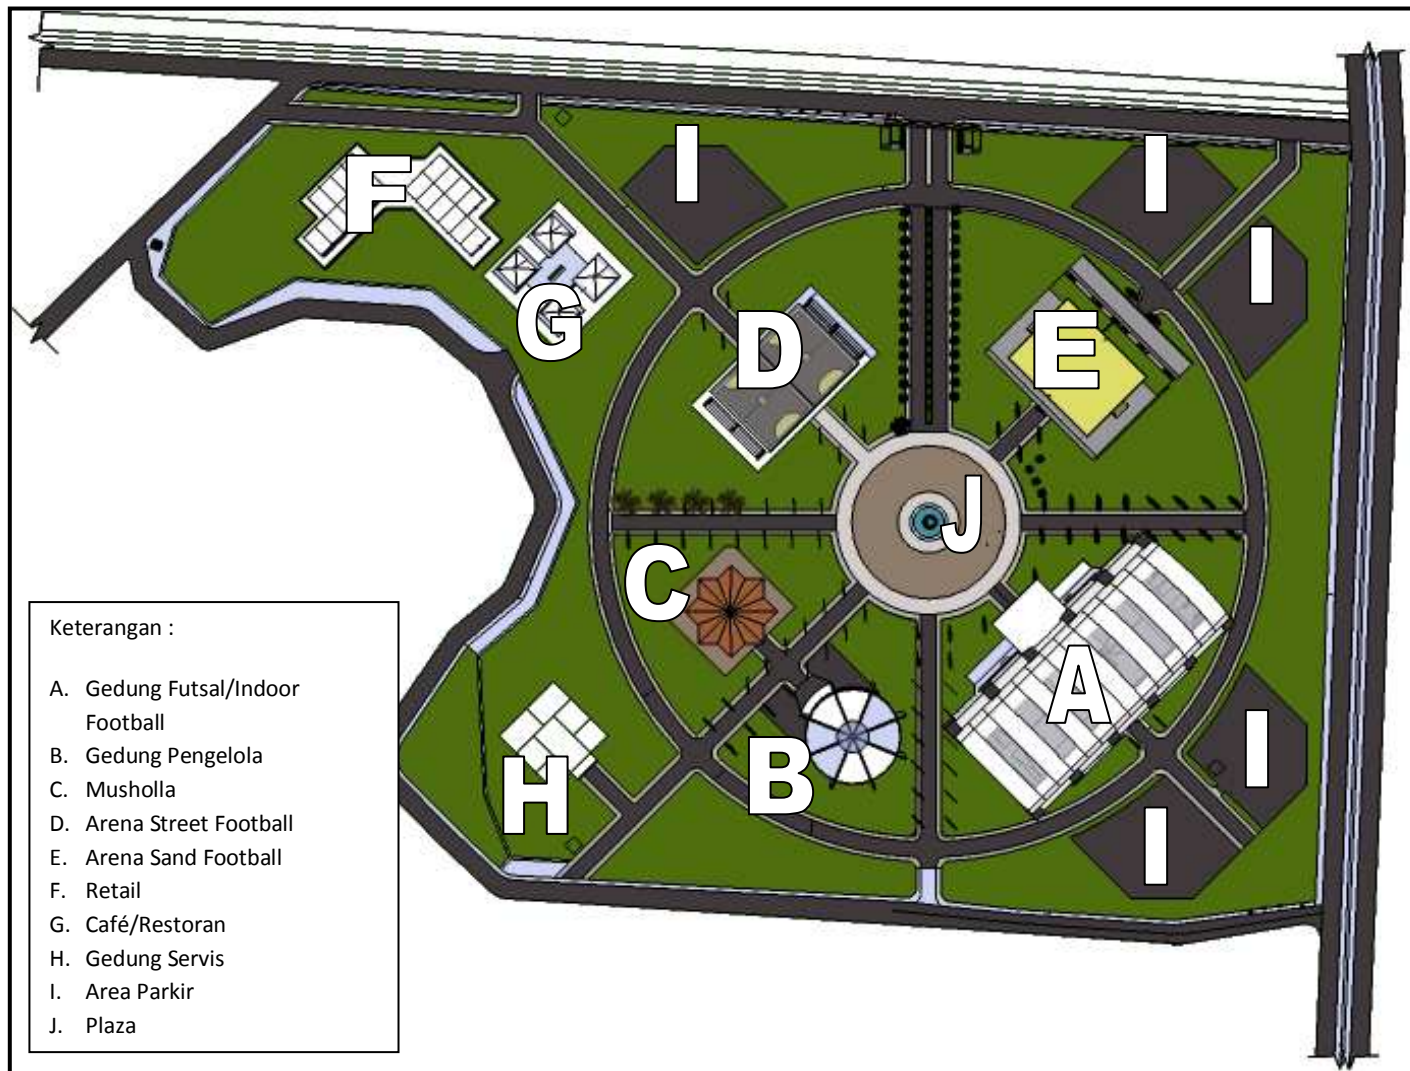 F
I
I
I
G
D
E
J
C
A
B
H
I
I
Keterangan :
A. Gedung Futsal/Indoor
Football
B. Gedung Pengelola
C. Musholla
D. Arena Street Football
E. Arena Sand Football
F. Retail
G. Café/Restoran
H. Gedung Servis
I. Area Parkir
J. Plaza